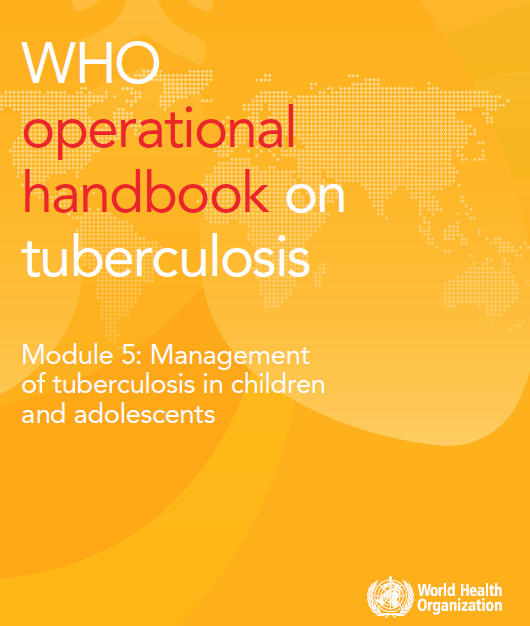 WHO
operational
handbook on
tuberculosis
Module 5: Management
of tuberculosis in children
and adolescents
World Health
Organization